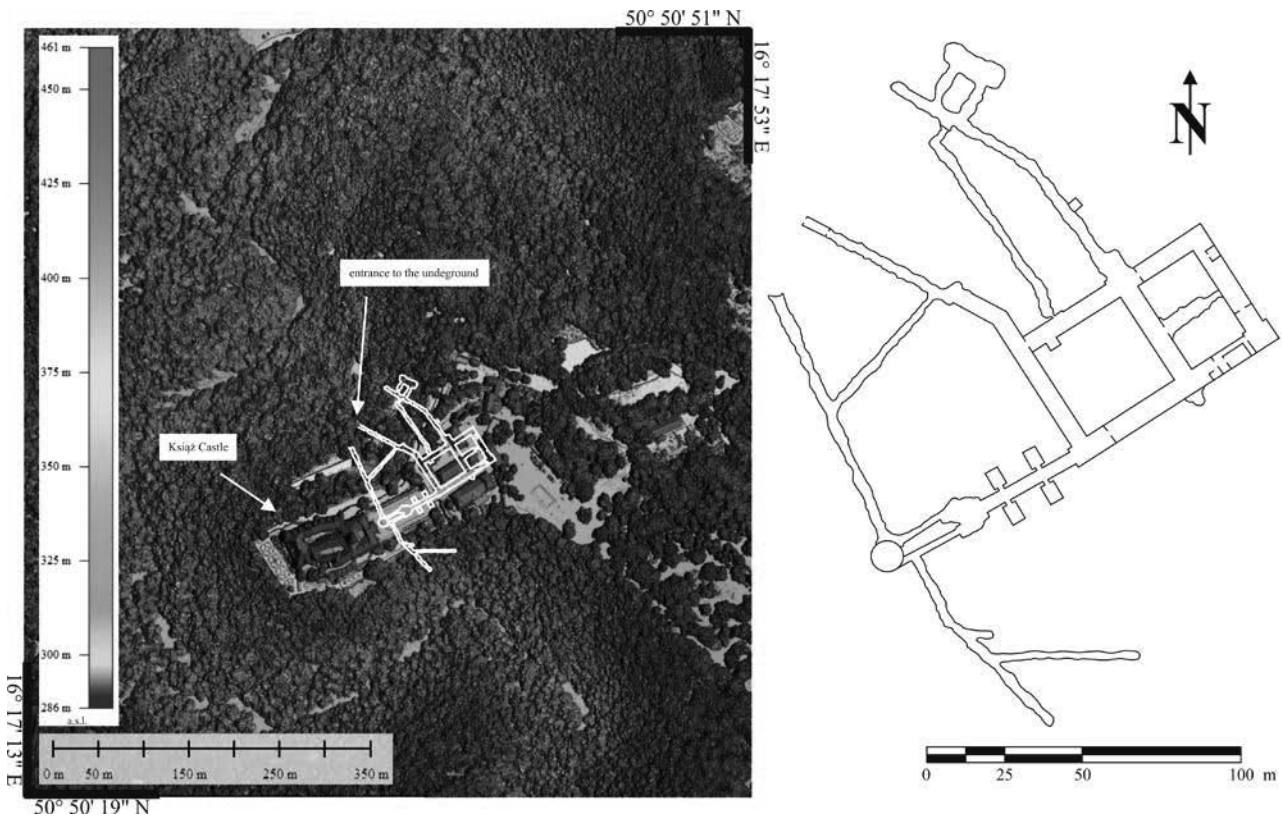 50° 50' 51" N
16° 17' 53" E
461 m
450 m
425 m
400 m
375 m
350 m
325 m
300 m
286 m
a.s.l.
entrance to the undeground
Książ Castle
N
16° 17' 13" E
0 m 50 m 150 m 250 m 350 m
50° 50' 19" N
0 25 50 100 m